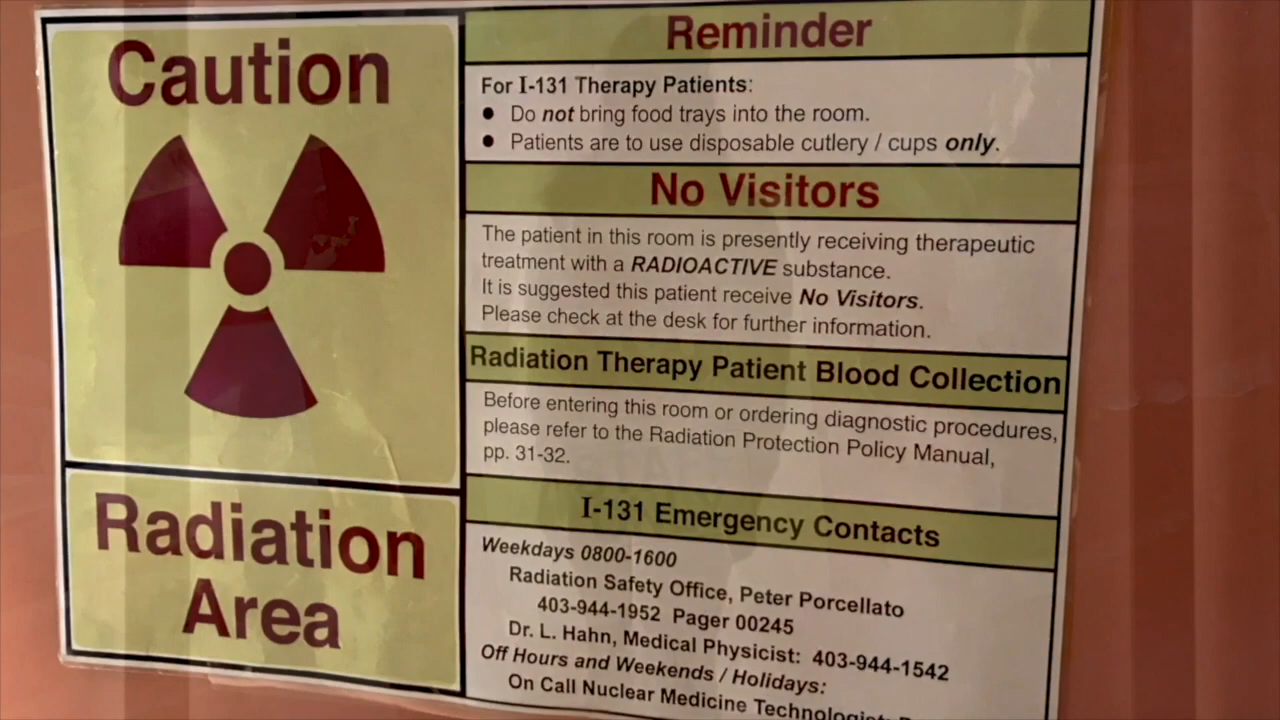 Caution
Radiation
Area
Reminder
For I-131 Therapy Patients:
● Do not bring food trays into the room.
● Patients are to use disposable cutlery / cups only.
No Visitors
The patient in this room is presently receiving therapeutic
treatment with a RADIOACTIVE substance.
It is suggested this patient receive No Visitors.
Please check at the desk for further information.
Radiation Therapy Patient Blood Collection
Before entering this room or ordering diagnostic procedures,
please refer to the Radiation Protection Policy Manual,
pp. 31-32.
I-131 Emergency Contacts
Weekdays 0800-1600
Radiation Safety Office, Peter Porcellato
403-944-1952 Pager 00245
Dr. L. Hahn, Medical Physicist: 403-944-1542
Off Hours and Weekends / Holidays:
On Call Nuclear Medicine Technologist: